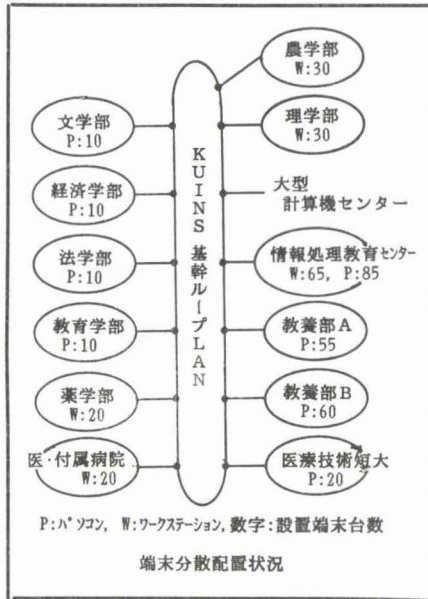 農学部
W:30
文学部
P:10
理学部
W:30
経済学部
P:10
大型
計算機センター
法学部
P:10
情報処理教育センター
W:65, P:85
KUINS 基幹ループLAN
教育学部
P:10
教養部A
P:55
薬学部
W:20
教養部B
P:60
医・付属病院
W:20
医療技術短大
P:20
P:パソコン, W:ワークステーション, 数字:設置端末台数
端末分散配置状況